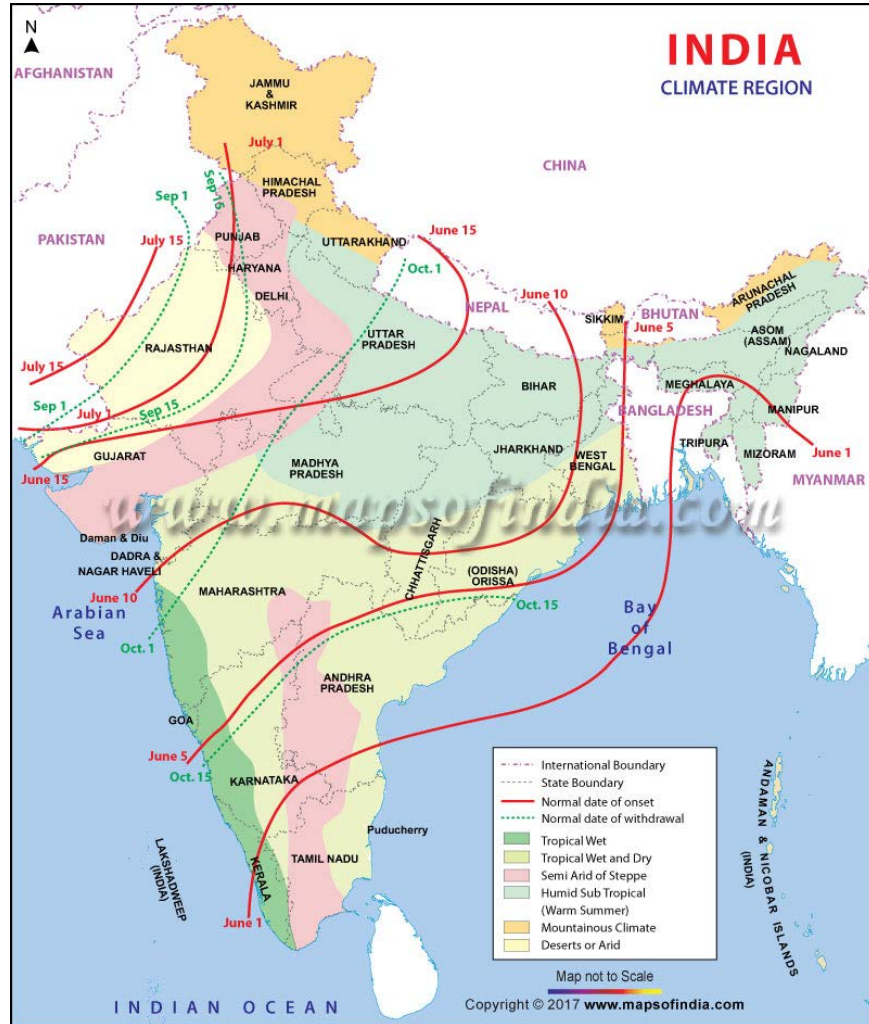 N
INDIA
CLIMATE REGION
AFGHANISTAN
JAMMU
&
KASHMIR
July 1
CHINA
Sep 1
Sep 15
HIMACHAL
PRADESH
PAKISTAN
July 15
PUNJAB
UTTARAKHAND
June 15
HARYANA
Oct. 1
DELHI
NEPAL
June 10
SIKKIM
BHUTAN
ARUNACHAL
PRADESH
June 5
RAJASTHAN
UTTAR
PRADESH
ASOM
(ASSAM)
NAGALAND
July 15
BIHAR
MEGHALAYA
Sep 1
July 1
Sep 15
BANGLADESH
MANIPUR
GUJARAT
JHARKHAND
WEST
BENGAL
TRIPURA
June 1
June 15
MADHYA
PRADESH
MIZORAM
MYANMAR
www.mapsofindia.com
Daman & Diu
DADRA &
NAGAR HAVELI
CHHATTISGARH
(ODISHA)
ORISSA
June 10
MAHARASHTRA
Arabian
Sea
Oct. 15
Bay
of
Bengal
Oct. 1
ANDHRA
PRADESH
GOA
June 5
Oct. 15
KARNATAKA
International Boundary
State Boundary
Normal date of onset
Normal date of withdrawal
Tropical Wet
Tropical Wet and Dry
Semi Arid of Steppe
Humid Sub Tropical
(Warm Summer)
Mountainous Climate
Deserts or Arid
ANDAMAN & NICOBAR ISLANDS
(INDIA)
Puducherry
LAKSHADWEEP
(INDIA)
KERALA
TAMIL NADU
June 1
Map not to Scale
INDIAN OCEAN
Copyright © 2017 www.mapsofindia.com